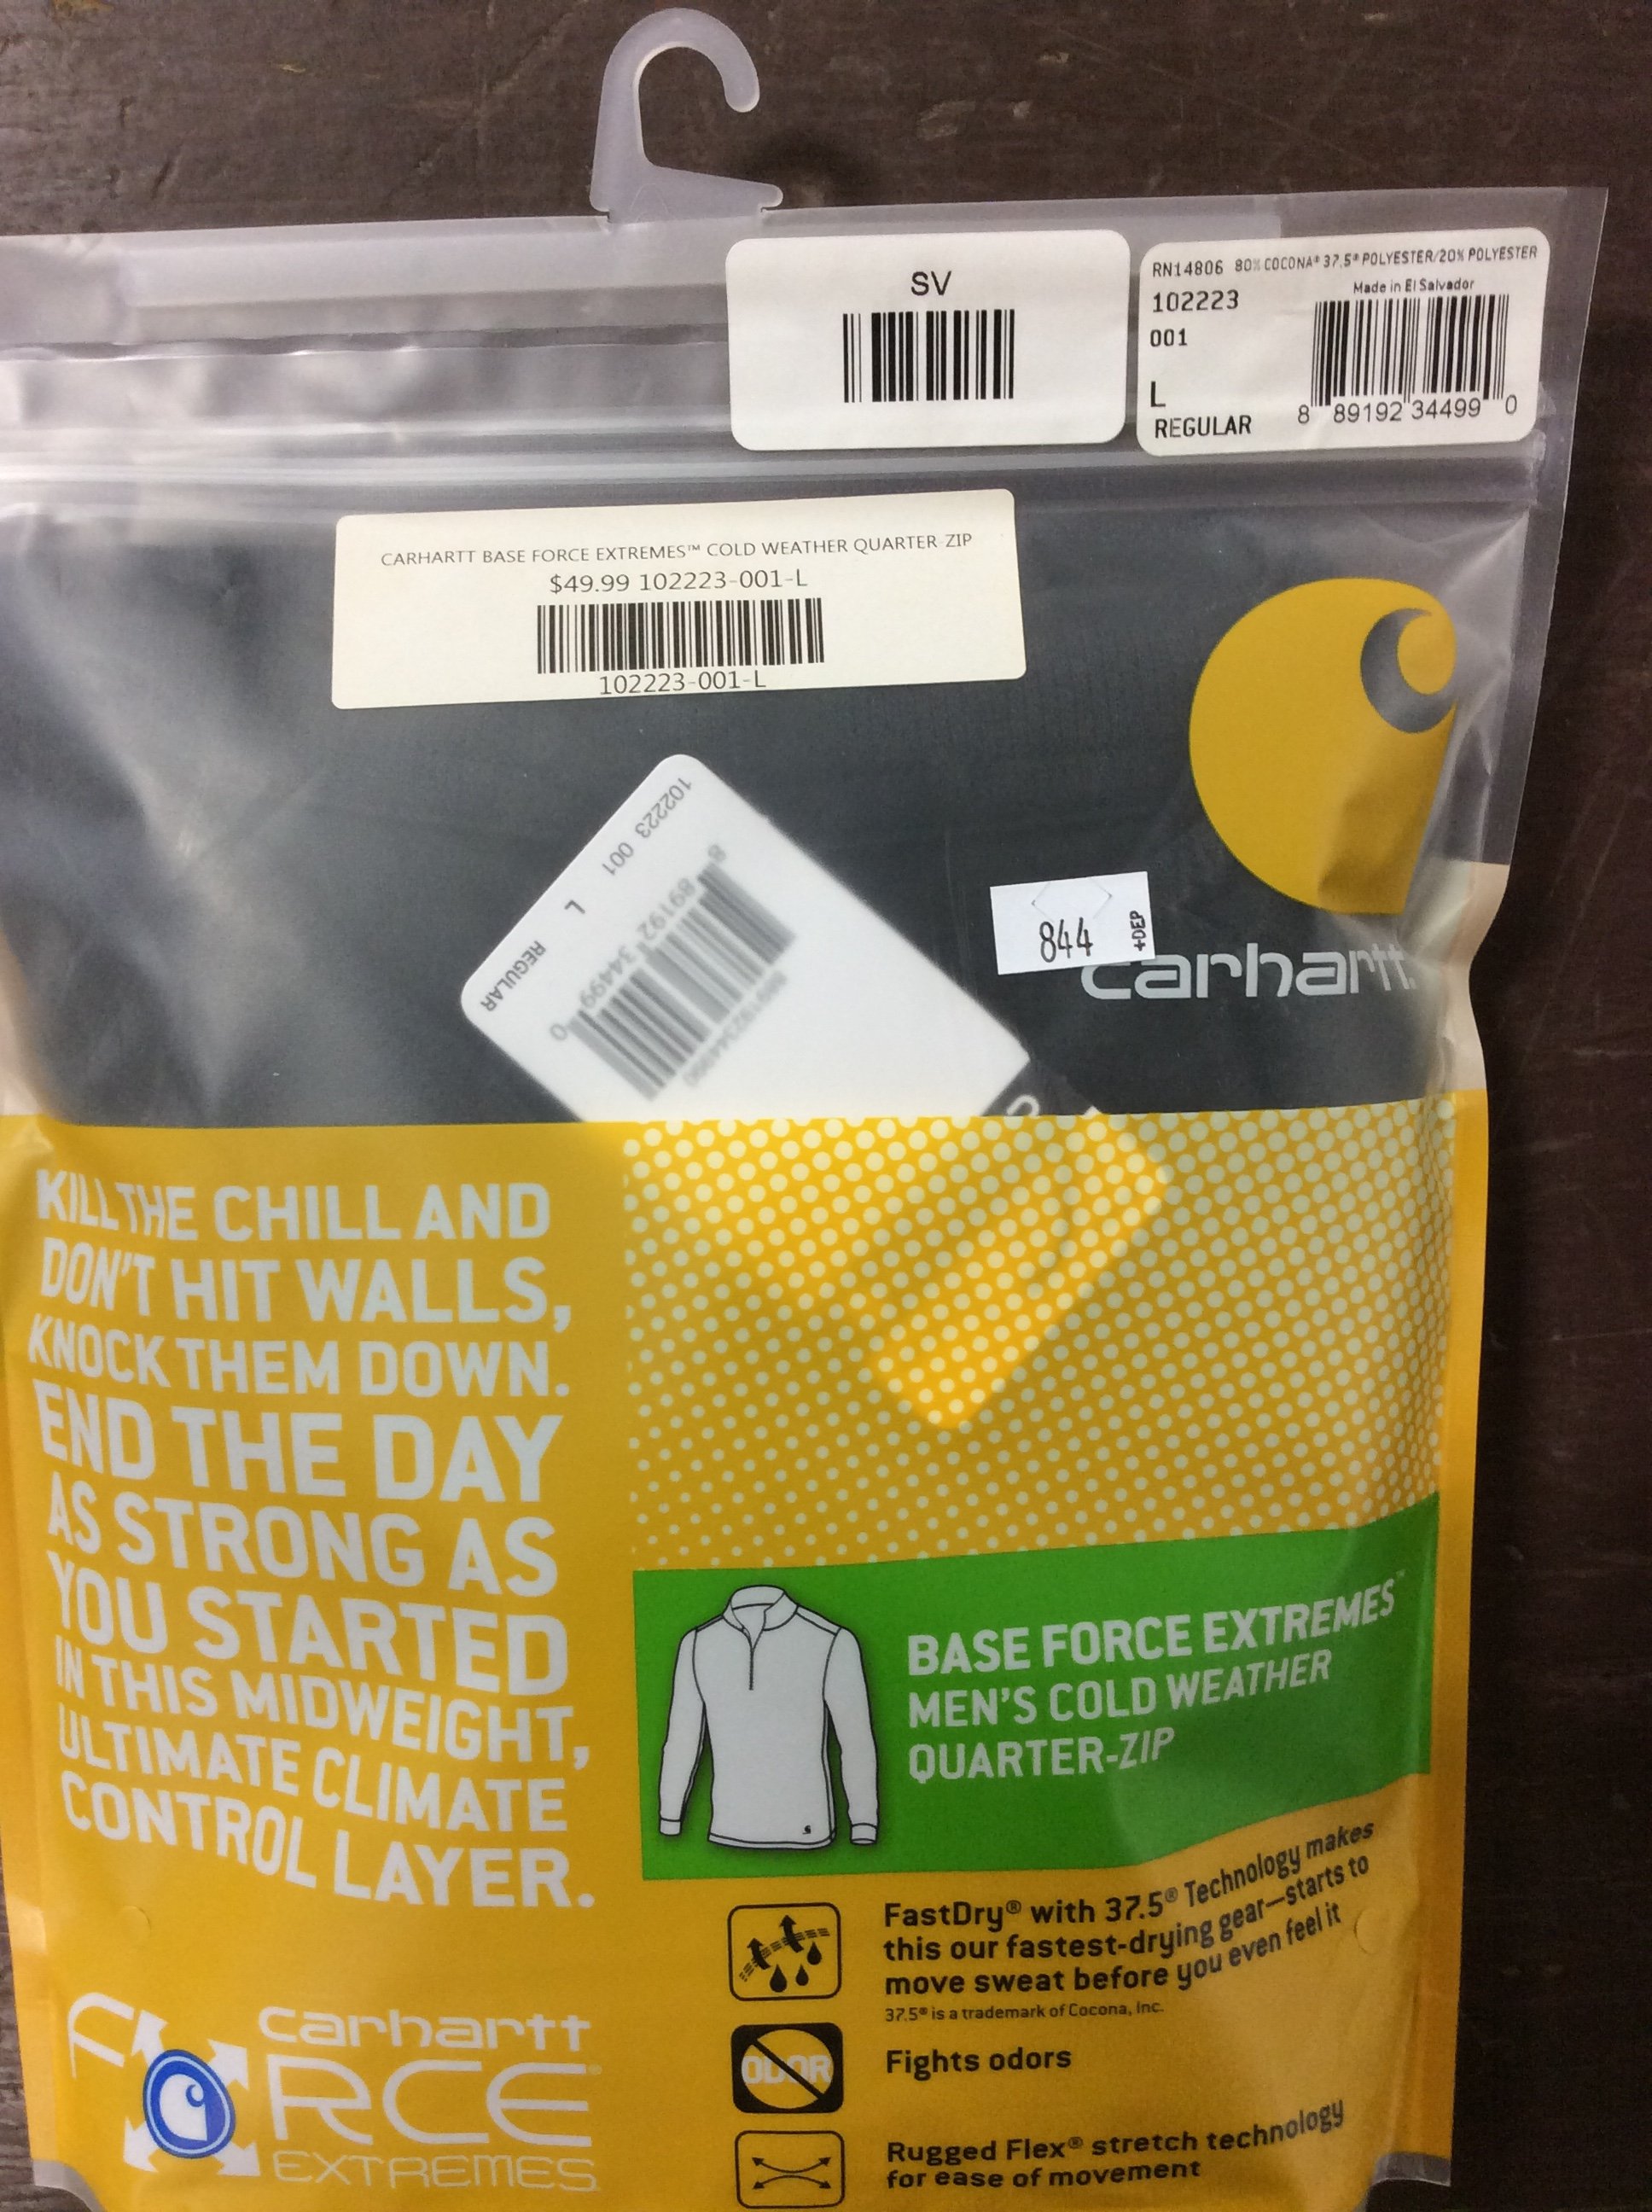 SV
RN14806 80% COCONA® 37.5® POLYESTER/20% POLYESTER
Made in El Salvador
102223
001
L
REGULAR
8 89192 34499 0
CARHARTT BASE FORCE EXTREMES™ COLD WEATHER QUARTER-ZIP
$49.99 102223-001-L
102223-001-L
102223 001
L
REGULAR
8 89192 34499 0
844 +DEP
carhartt
KILL THE CHILL AND
DON'T HIT WALLS,
KNOCK THEM DOWN.
END THE DAY
AS STRONG AS
YOU STARTED
IN THIS MIDWEIGHT,
ULTIMATE CLIMATE
CONTROL LAYER.
BASE FORCE EXTREMES™
MEN'S COLD WEATHER
QUARTER-ZIP
FastDry® with 37.5® Technology makes
this our fastest-drying gear—starts to
move sweat before you even feel it
37.5® is a trademark of Cocona, Inc.
ODOR
Fights odors
Rugged Flex® stretch technology
for ease of movement
carhartt
FORCE®
EXTREMES